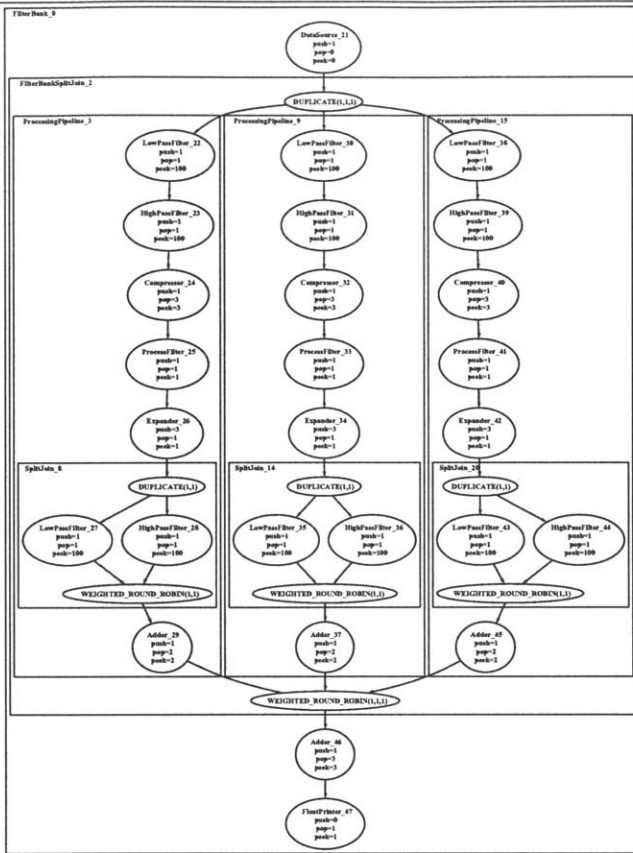 FilterBank_0
DataSource_21
push=1
pop=0
peek=0
FilterBankSplitJoin_2
DUPLICATE(1,1,1)
ProcessingPipeline_3
LowPassFilter_22
push=1
pop=1
peek=100
HighPassFilter_23
push=1
pop=1
peek=100
Compressor_24
push=1
pop=3
peek=3
ProcessFilter_25
push=1
pop=1
peek=1
Expander_26
push=3
pop=1
peek=1
SplitJoin_8
DUPLICATE(1,1)
LowPassFilter_27
push=1
pop=1
peek=100
HighPassFilter_28
push=1
pop=1
peek=100
WEIGHTED_ROUND_ROBIN(1,1)
Adder_29
push=1
pop=2
peek=2
ProcessingPipeline_9
LowPassFilter_30
push=1
pop=1
peek=100
HighPassFilter_31
push=1
pop=1
peek=100
Compressor_32
push=1
pop=3
peek=3
ProcessFilter_33
push=1
pop=1
peek=1
Expander_34
push=3
pop=1
peek=1
SplitJoin_14
DUPLICATE(1,1)
LowPassFilter_35
push=1
pop=1
peek=100
HighPassFilter_36
push=1
pop=1
peek=100
WEIGHTED_ROUND_ROBIN(1,1)
Adder_37
push=1
pop=2
peek=2
ProcessingPipeline_15
LowPassFilter_38
push=1
pop=1
peek=100
HighPassFilter_39
push=1
pop=1
peek=100
Compressor_40
push=1
pop=3
peek=3
ProcessFilter_41
push=1
pop=1
peek=1
Expander_42
push=3
pop=1
peek=1
SplitJoin_20
DUPLICATE(1,1)
LowPassFilter_43
push=1
pop=1
peek=100
HighPassFilter_44
push=1
pop=1
peek=100
WEIGHTED_ROUND_ROBIN(1,1)
Adder_45
push=1
pop=2
peek=2
WEIGHTED_ROUND_ROBIN(1,1,1)
Adder_46
push=1
pop=3
peek=3
FloatPrinter_47
push=0
pop=1
peek=1